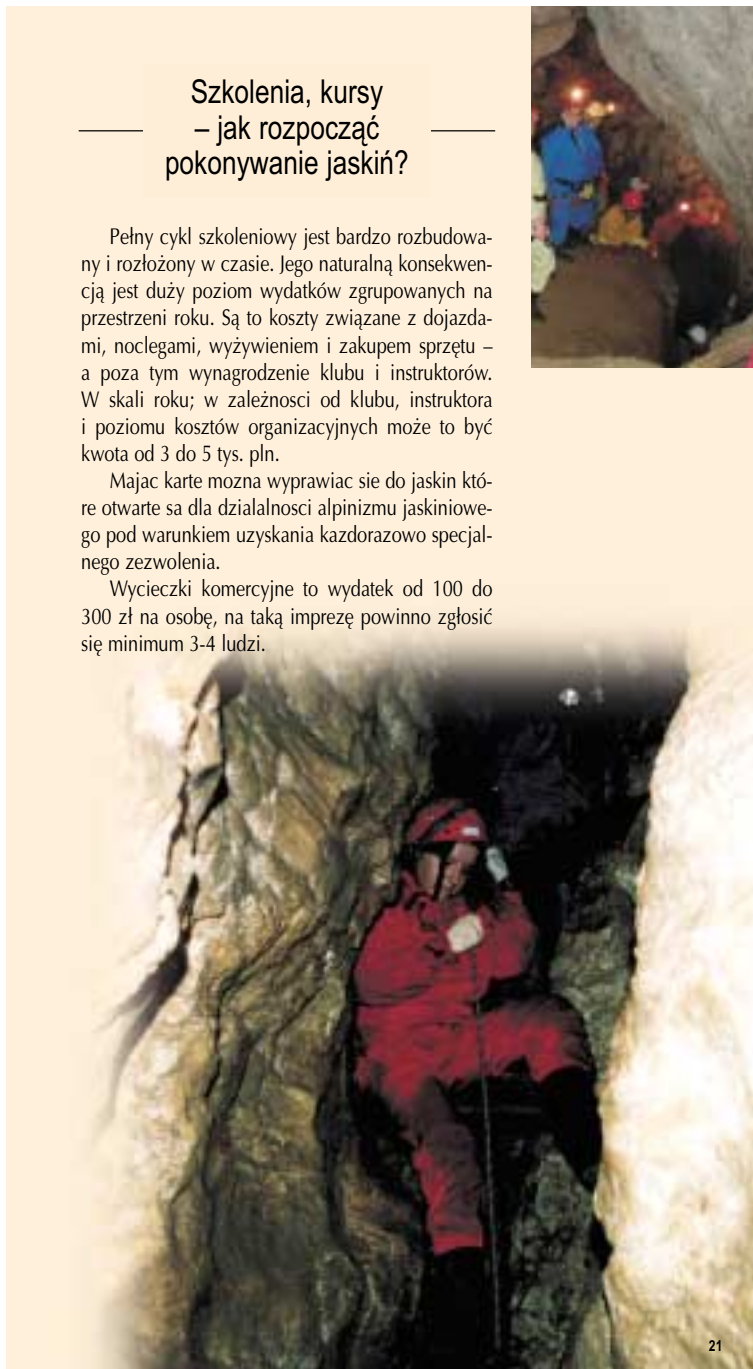 Szkolenia, kursy
– jak rozpocząć
pokonywanie jaskiń?
Pełny cykl szkoleniowy jest bardzo rozbudowa-
ny i rozłożony w czasie. Jego naturalną konsekwen-
cją jest duży poziom wydatków zgrupowanych na
przestrzeni roku. Są to koszty związane z dojazda-
mi, noclegami, wyżywieniem i zakupem sprzętu –
a poza tym wynagrodzenie klubu i instruktorów.
W skali roku; w zależnosci od klubu, instruktora
i poziomu kosztów organizacyjnych może to być
kwota od 3 do 5 tys. pln.
Majac karte mozna wyprawiac sie do jaskin któ-
re otwarte sa dla dzialalnosci alpinizmu jaskiniowe-
go pod warunkiem uzyskania kazdorazowo specjal-
nego zezwolenia.
Wycieczki komercyjne to wydatek od 100 do
300 zł na osobę, na taką imprezę powinno zgłosić
się minimum 3-4 ludzi.
21